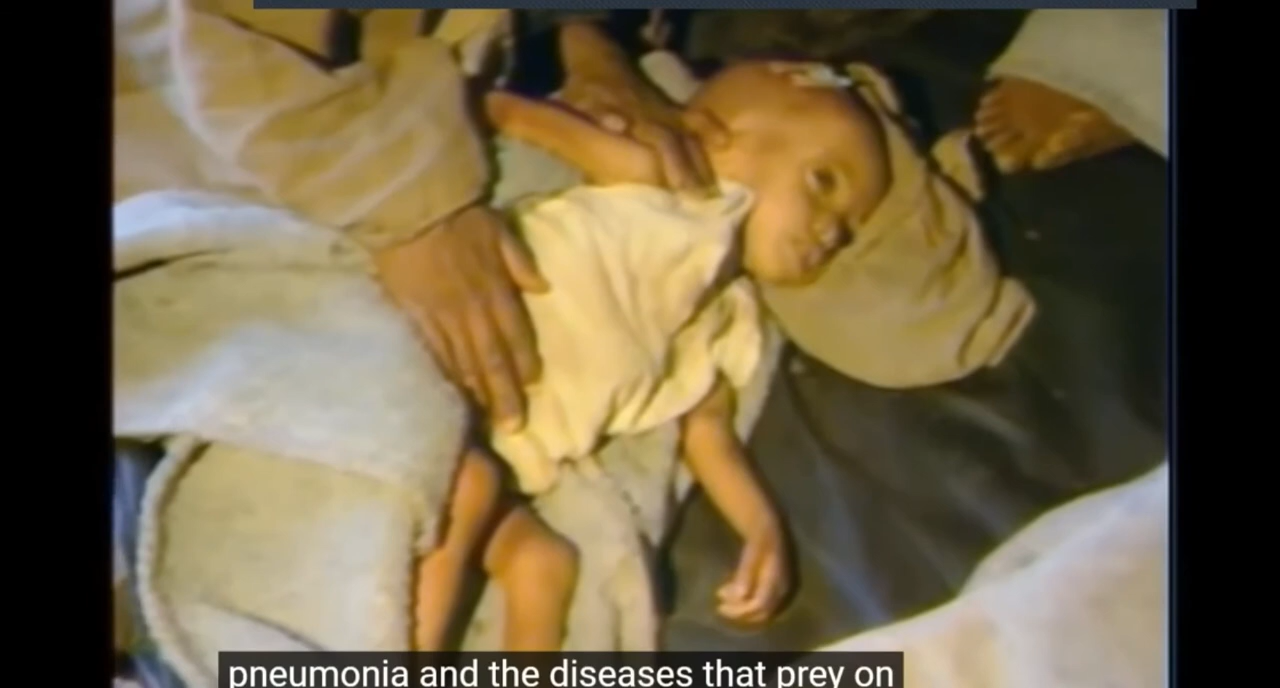 pneumonia and the diseases that prey on